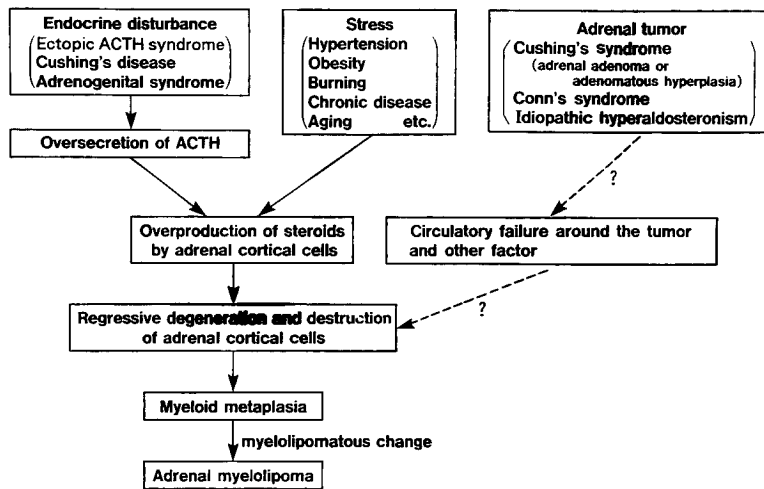 Endocrine disturbance
Ectopic ACTH syndrome
Cushing's disease
Adrenogenital syndrome
Stress
Hypertension
Obesity
Burning
Chronic disease
Aging etc.
Adrenal tumor
Cushing's syndrome
(adrenal adenoma or
adenomatous hyperplasia)
Conn's syndrome
Idiopathic hyperaldosteronism
Oversecretion of ACTH
?
Overproduction of steroids
by adrenal cortical cells
Circulatory failure around the tumor
and other factor
?
Regressive degeneration and destruction
of adrenal cortical cells
Myeloid metaplasia
myelolipomatous change
Adrenal myelolipoma